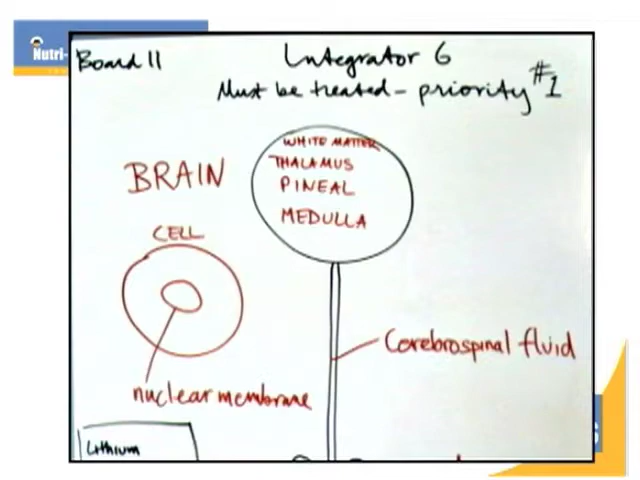 Nutri-
Board 11
Integrator 6
Must be treated - priority #1
WHITE MATTER
THALAMUS
PINEAL
MEDULLA
BRAIN
CELL
Cerebrospinal fluid
nuclear membrane
Lithium